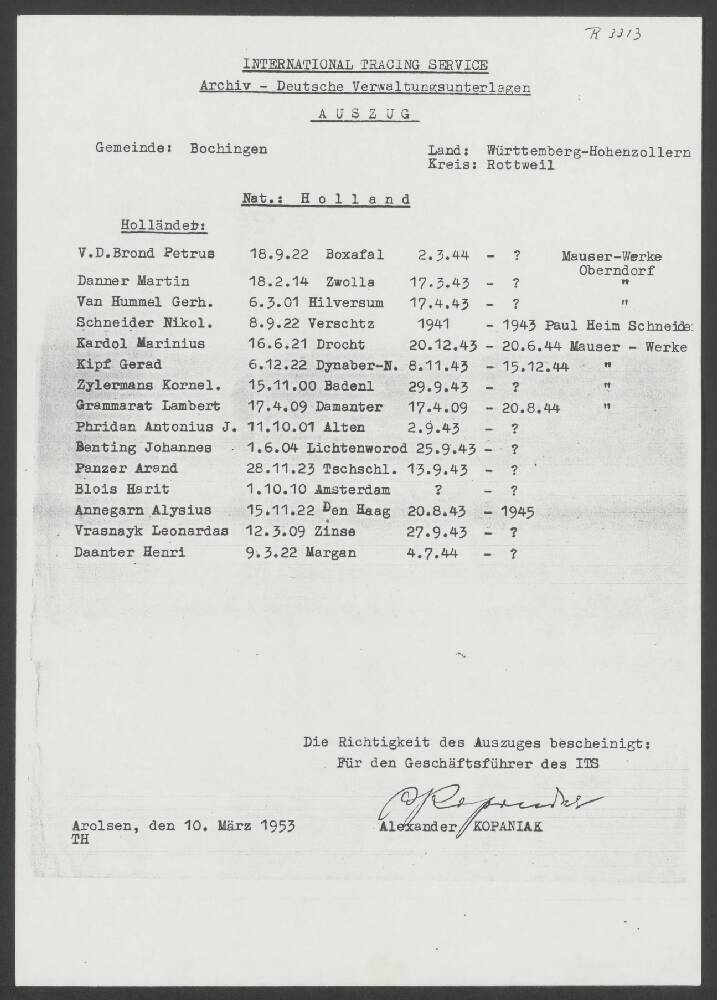 R 3313
INTERNATIONAL TRACING SERVICE
Archiv - Deutsche Verwaltungsunterlagen
A U S Z U G
Gemeinde: Bochingen Land: Württemberg-Hohenzollern
Kreis: Rottweil
Nat.: H o l l a n d
Holländer:
V.D.Brond Petrus 18.9.22 Boxafal 2.3.44 - ? Mauser-Werke
Oberndorf
Danner Martin 18.2.14 Zwolla 17.3.43 - ? "
Van Hummel Gerh. 6.3.01 Hilversum 17.4.43 - ? "
Schneider Nikol. 8.9.22 Verschtz 1941 - 1943 Paul Heim Schneide
Kardol Marinius 16.6.21 Drocht 20.12.43 - 20.6.44 Mauser - Werke
Kipf Gerad 6.12.22 Dynaber-N. 8.11.43 - 15.12.44 "
Zylermans Kornel. 15.11.00 Badenl 29.9.43 - ? "
Grammarat Lambert 17.4.09 Damanter 17.4.09 - 20.8.44 "
Phridan Antonius J. 11.10.01 Alten 2.9.43 - ?
Benting Johannes 1.6.04 Lichtenworod 25.9.43 - ?
Panzer Arand 28.11.23 Tschschl. 13.9.43 - ?
Blois Harit 1.10.10 Amsterdam ? - ?
Annegarn Alysius 15.11.22 Den Haag 20.8.43 - 1945
Vrasnayk Leonardas 12.3.09 Zinse 27.9.43 - ?
Daanter Henri 9.3.22 Margan 4.7.44 - ?
Die Richtigkeit des Auszuges bescheinigt:
Für den Geschäftsführer des ITS
Arolsen, den 10. März 1953 Alexander KOPANIAK
TH